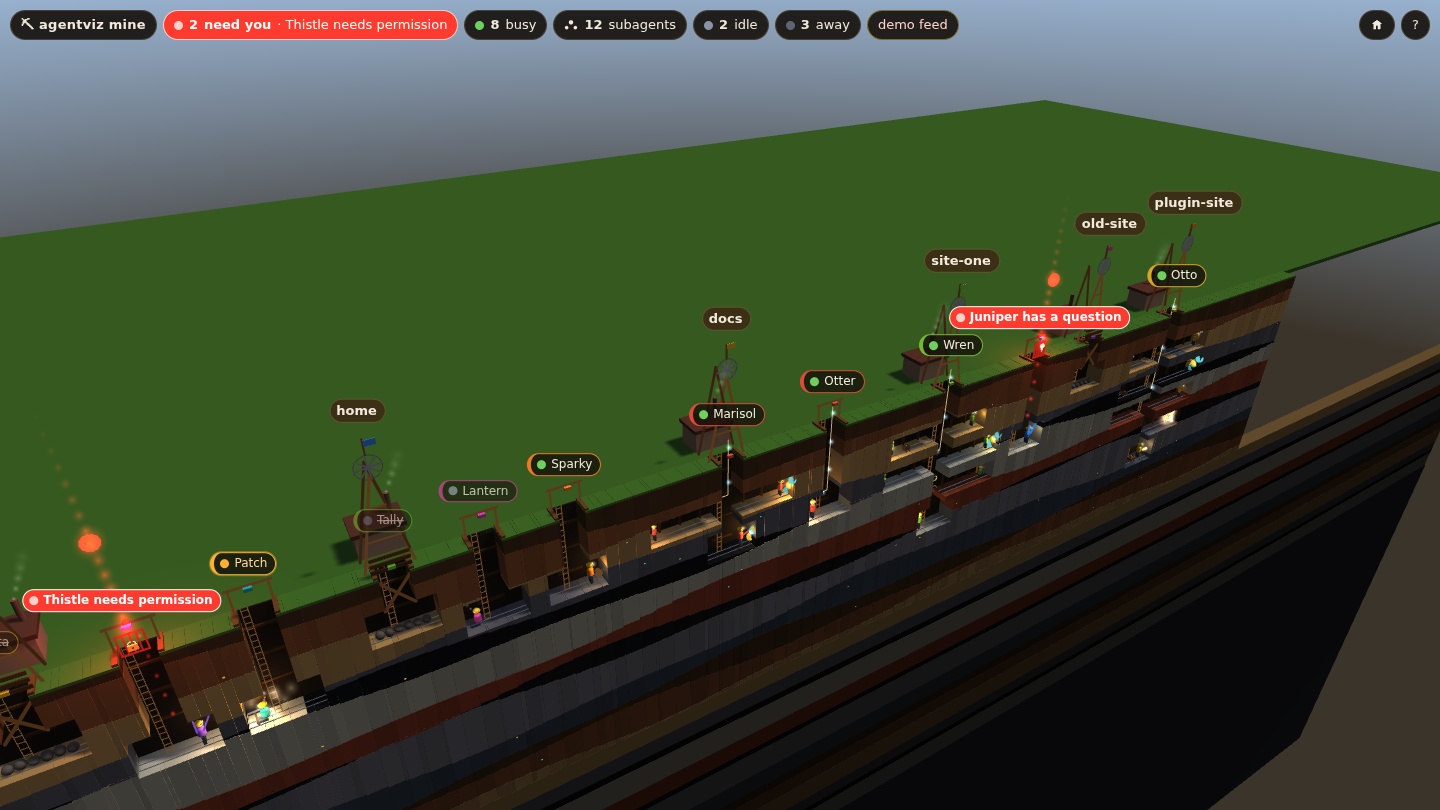 agentviz mine
2 need you · Thistle needs permission
8 busy
12 subagents
2 idle
3 away
demo feed
?
plugin-site
old-site
site-one
Otto
docs
Juniper has a question
Wren
Otter
home
Marisol
Sparky
Lantern
Tally
Patch
Thistle needs permission